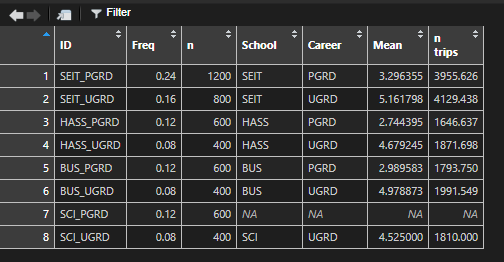 Filter
ID Freq n School Career Mean n trips
1 SEIT_PGRD 0.24 1200 SEIT PGRD 3.296355 3955.626
2 SEIT_UGRD 0.16 800 SEIT UGRD 5.161798 4129.438
3 HASS_PGRD 0.12 600 HASS PGRD 2.744395 1646.637
4 HASS_UGRD 0.08 400 HASS UGRD 4.679245 1871.698
5 BUS_PGRD 0.12 600 BUS PGRD 2.989583 1793.750
6 BUS_UGRD 0.08 400 BUS UGRD 4.978873 1991.549
7 SCI_PGRD 0.12 600 NA NA NA NA
8 SCI_UGRD 0.08 400 SCI UGRD 4.525000 1810.000